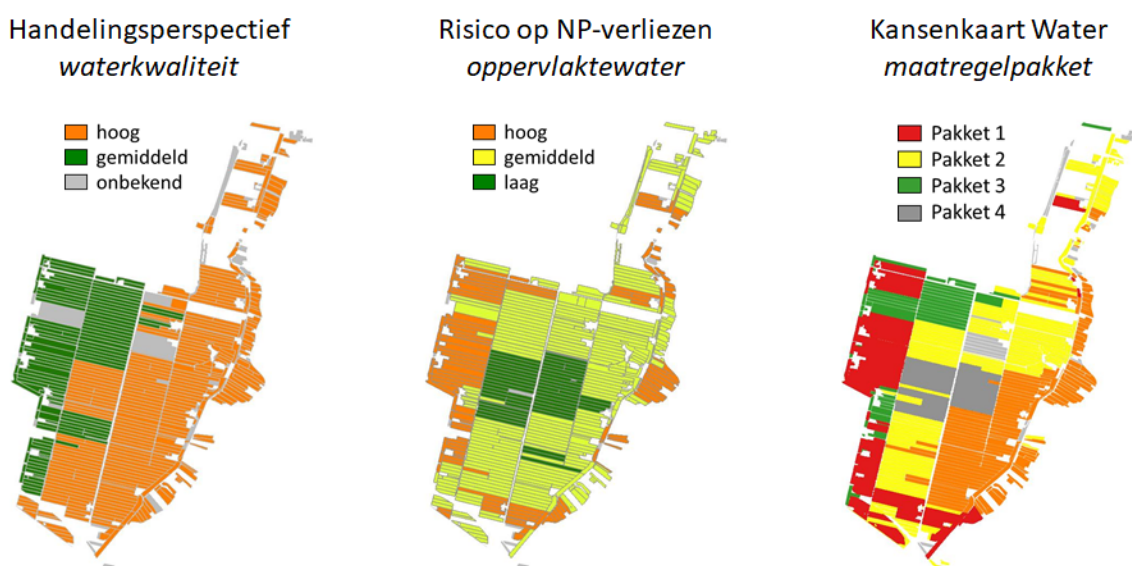 Handelingsperspectief
waterkwaliteit
hoog
gemiddeld
onbekend
Risico op NP-verliezen
oppervlaktewater
hoog
gemiddeld
laag
Kansenkaart Water
maatregelpakket
Pakket 1
Pakket 2
Pakket 3
Pakket 4